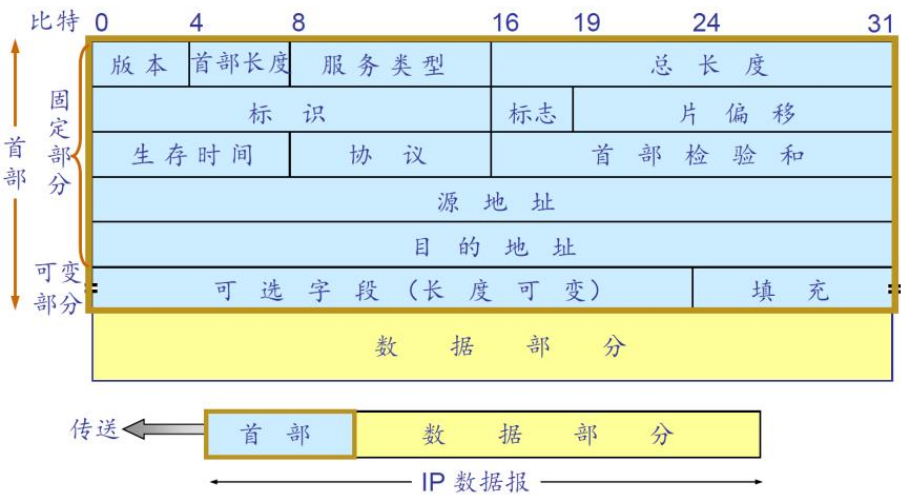 比特 0 4 8 16 19 24 31
版本 首部长度 服务类型 总长度
标识 标志 片偏移
生存时间 协议 首部检验和
源地址
目的地址
可选字段（长度可变） 填充
数据部分
首部
固定部分
可变部分
传送 首部 数据部分
IP 数据报